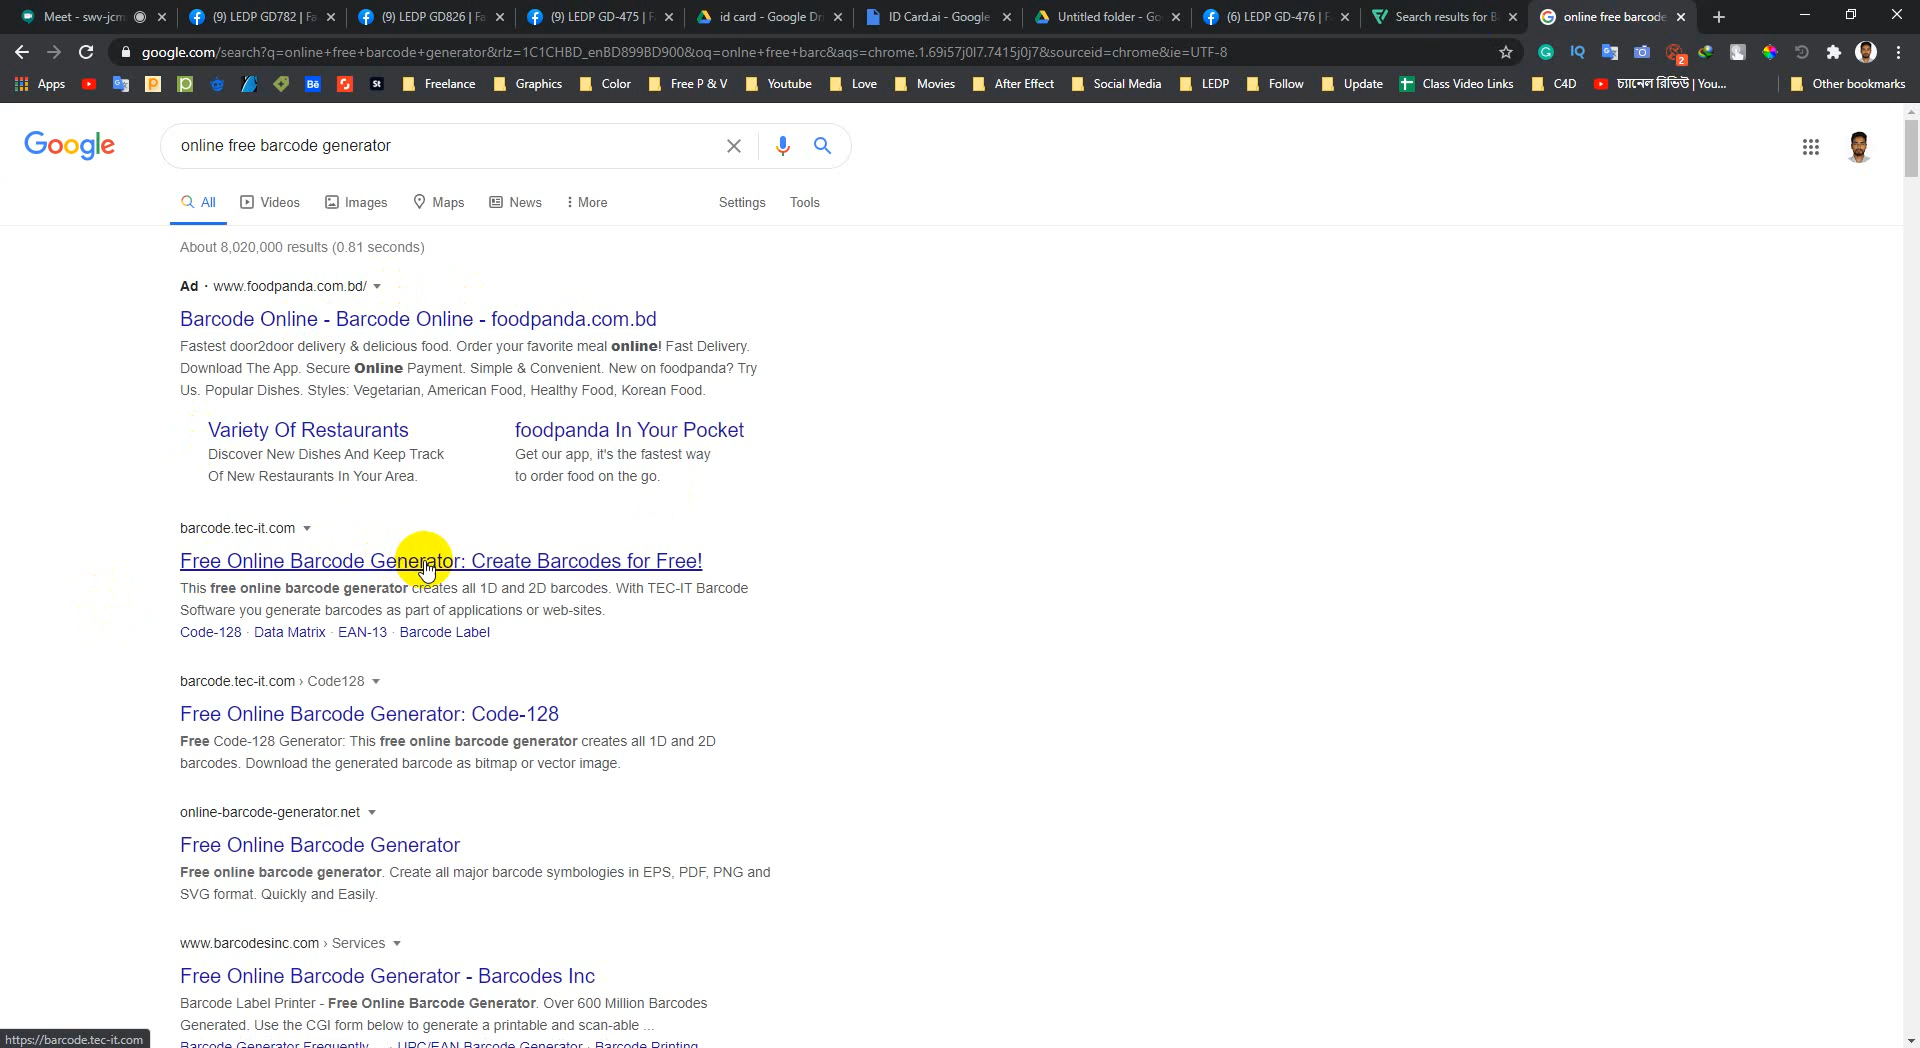 Meet - swv-jcm
(9) LEDP GD782 | Fa
(9) LEDP GD826 | Fa
(9) LEDP GD-475 | F
id card - Google Dri
ID Card.ai - Google
Untitled folder - Go
(6) LEDP GD-476 | F
Search results for B
online free barcode
google.com/search?q=online+free+barcode+generator&rlz=1C1CHBD_enBD899BD900&oq=onlne+free+barc&aqs=chrome.1.69i57j0l7.7415j0j7&sourceid=chrome&ie=UTF-8
2
Apps
Bē
St
Freelance
Graphics
Color
Free P & V
Youtube
Love
Movies
After Effect
Social Media
LEDP
Follow
Update
Class Video Links
C4D
চ্যানেল রিভিউ | You...
Other bookmarks
Google
online free barcode generator
All
Videos
Images
Maps
News
More
Settings
Tools
About 8,020,000 results (0.81 seconds)
Ad · www.foodpanda.com.bd/
Barcode Online - Barcode Online - foodpanda.com.bd
Fastest door2door delivery & delicious food. Order your favorite meal online! Fast Delivery.
Download The App. Secure Online Payment. Simple & Convenient. New on foodpanda? Try
Us. Popular Dishes. Styles: Vegetarian, American Food, Healthy Food, Korean Food.
Variety Of Restaurants
Discover New Dishes And Keep Track
Of New Restaurants In Your Area.
foodpanda In Your Pocket
Get our app, it's the fastest way
to order food on the go.
barcode.tec-it.com
Free Online Barcode Generator: Create Barcodes for Free!
This free online barcode generator creates all 1D and 2D barcodes. With TEC-IT Barcode
Software you generate barcodes as part of applications or web-sites.
Code-128 · Data Matrix · EAN-13 · Barcode Label
barcode.tec-it.com › Code128
Free Online Barcode Generator: Code-128
Free Code-128 Generator: This free online barcode generator creates all 1D and 2D
barcodes. Download the generated barcode as bitmap or vector image.
online-barcode-generator.net
Free Online Barcode Generator
Free online barcode generator. Create all major barcode symbologies in EPS, PDF, PNG and
SVG format. Quickly and Easily.
www.barcodesinc.com › Services
Free Online Barcode Generator - Barcodes Inc
Barcode Label Printer - Free Online Barcode Generator. Over 600 Million Barcodes
Generated. Use the CGI form below to generate a printable and scan-able ...
Barcode Generator Frequently ... · UPC/EAN Barcode Generator · Barcode Printing
https://barcode.tec-it.com